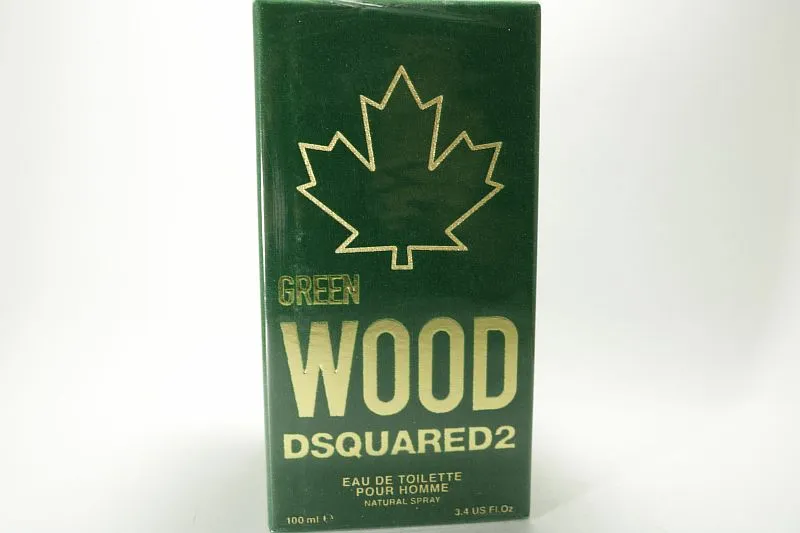 GREEN
WOOD
DSQUARED2
EAU DE TOILETTE
POUR HOMME
NATURAL SPRAY
100 ml ℮ 3.4 US Fl.Oz